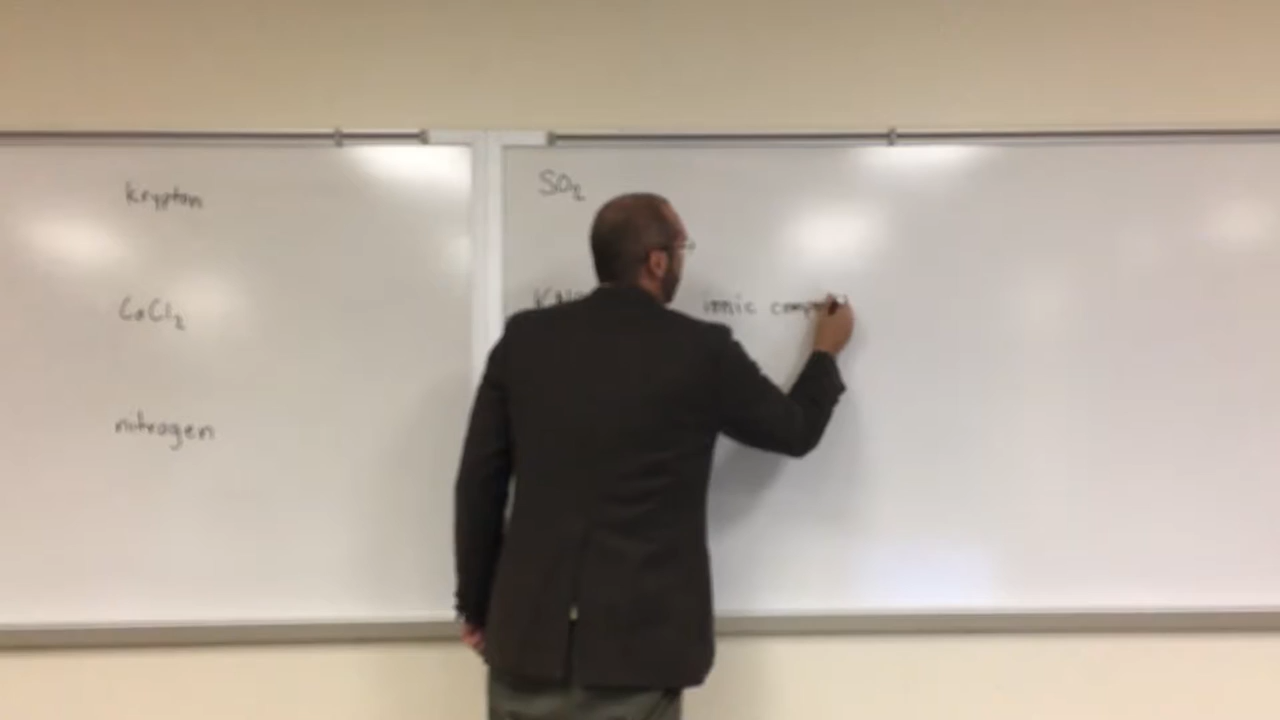 krypton
CaCl₂
nitrogen
SO₂
ionic